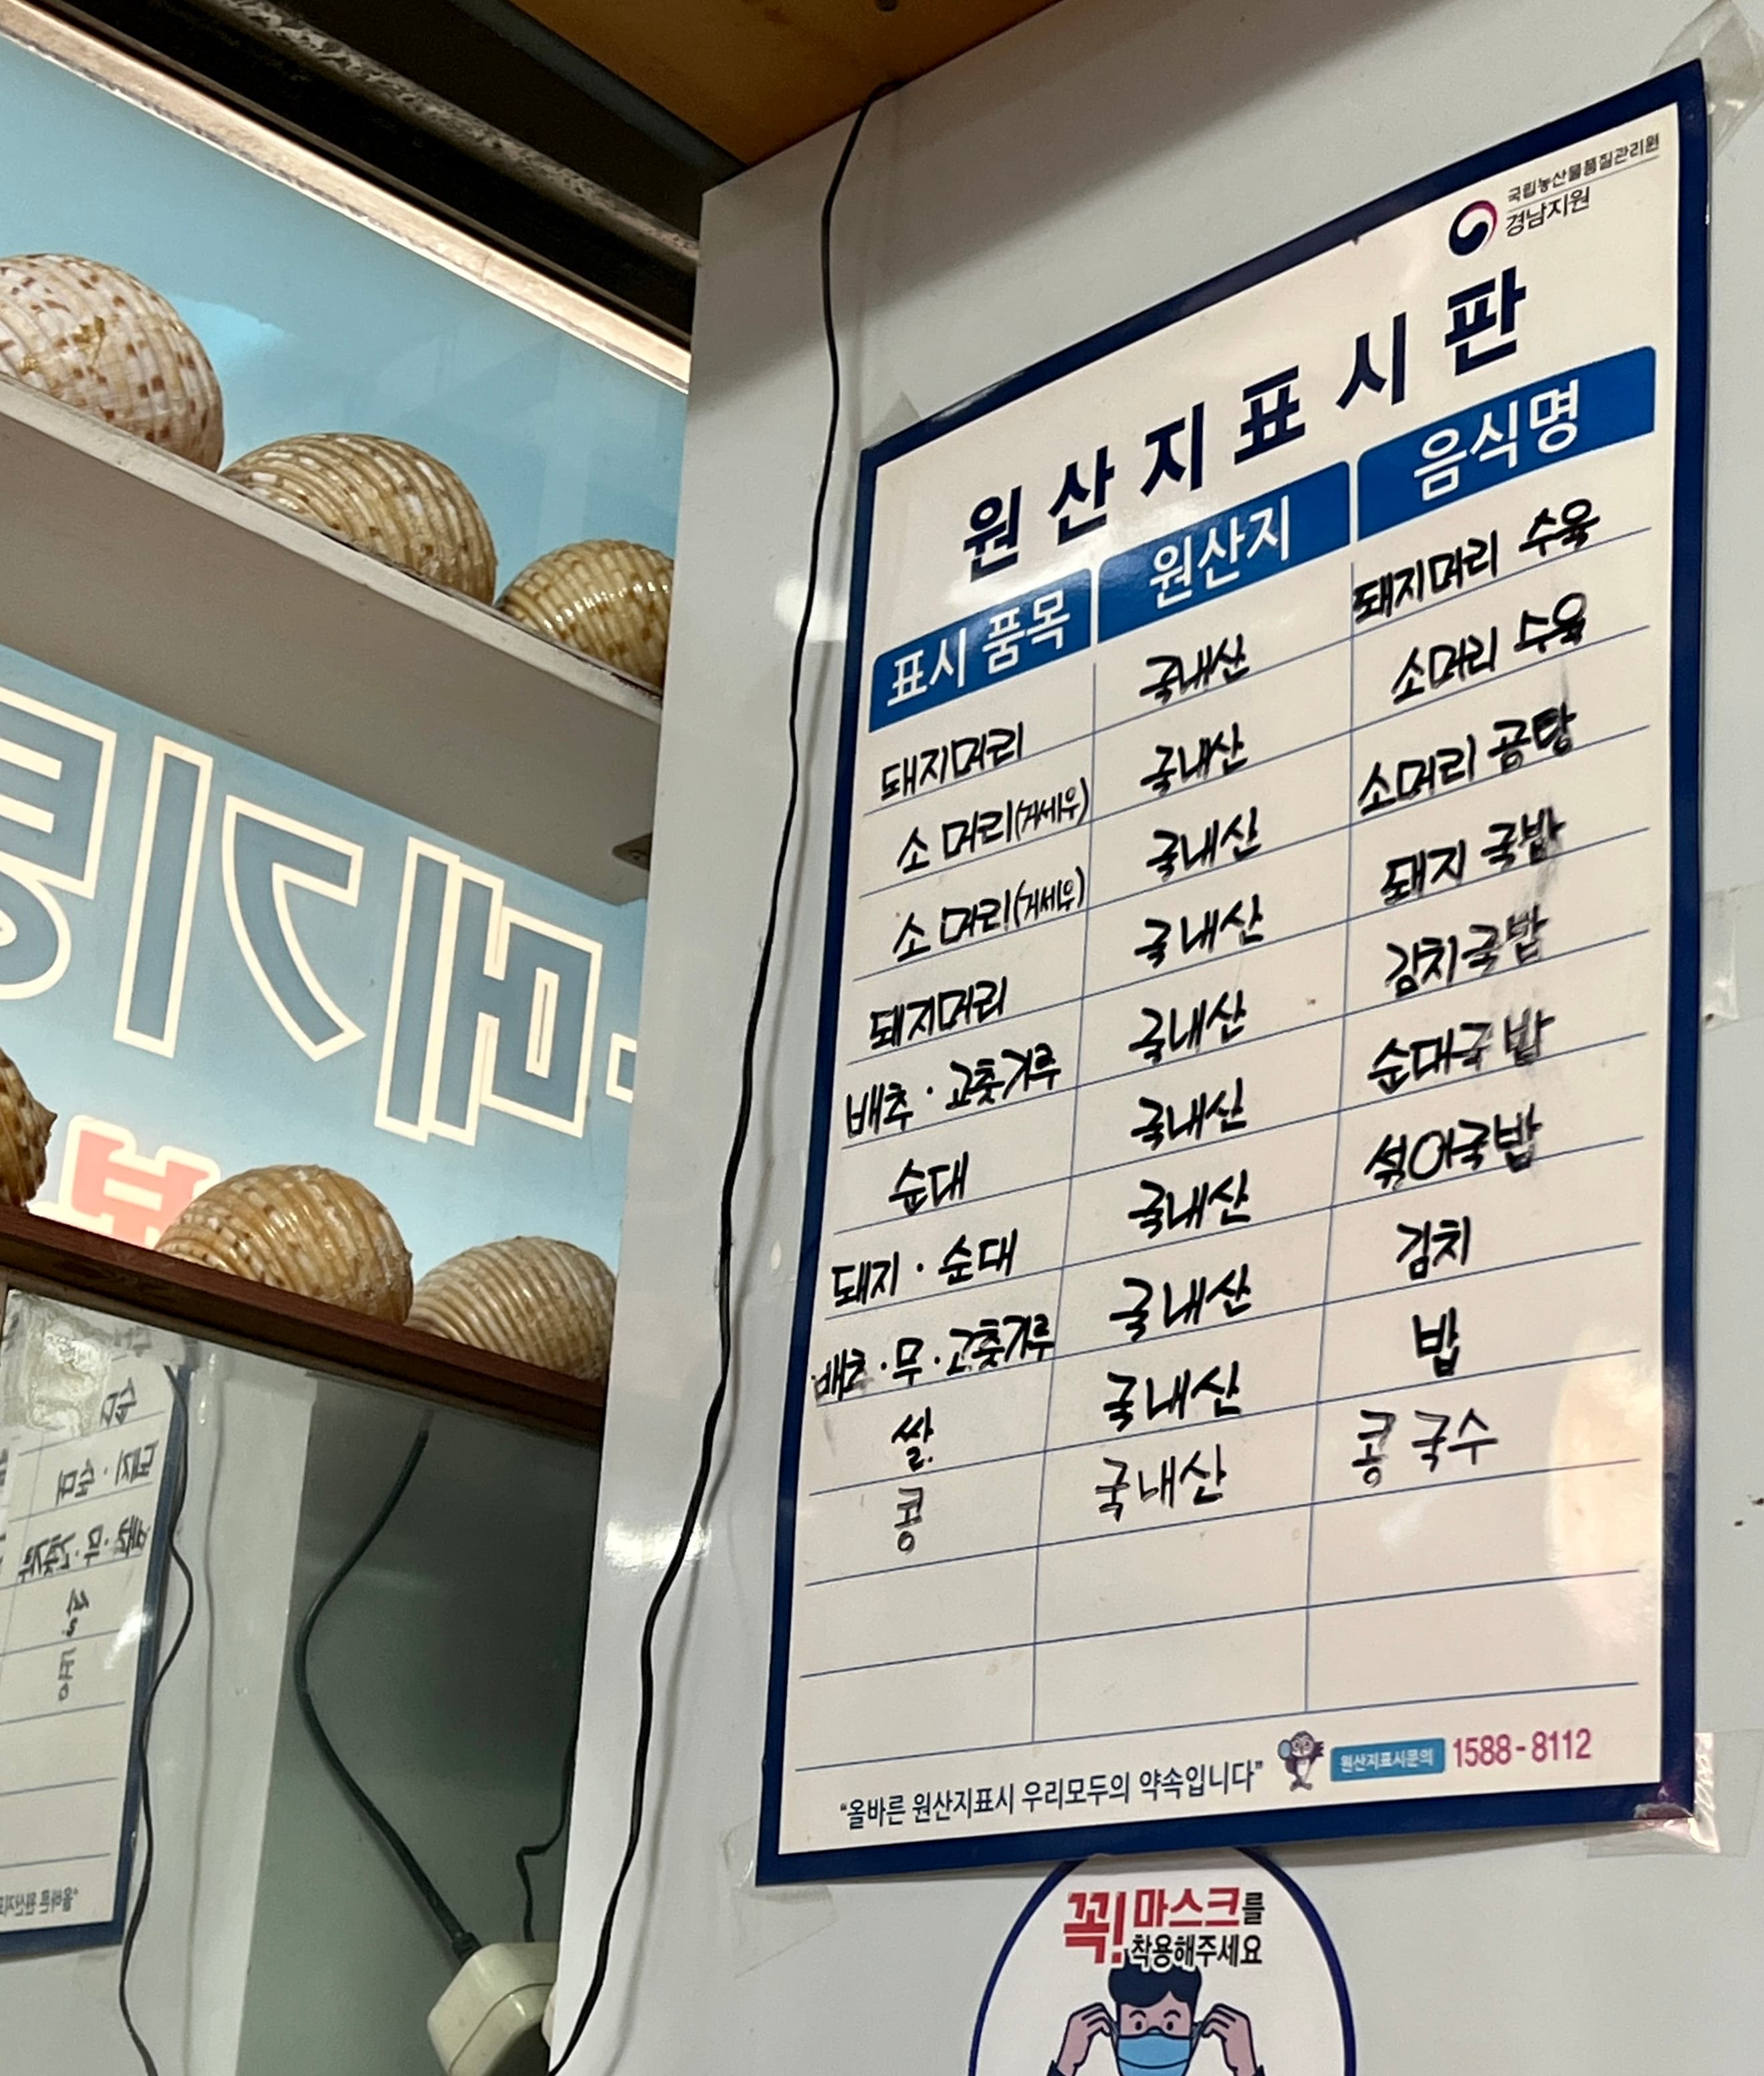 국립농산물품질관리원
경남지원
원산지표시판
표시 품목 원산지 음식명
돼지머리 국내산 돼지머리 수육
소 머리(거세우) 국내산 소머리 수육
소 머리(거세우) 국내산 소머리 곰탕
돼지머리 국내산 돼지 국밥
배추·고춧가루 국내산 김치국밥
순대 국내산 순대국밥
돼지·순대 국내산 섞어국밥
배추·무·고춧가루 국내산 김치
쌀. 국내산 밥
콩 국내산 콩 국수
"올바른 원산지표시 우리모두의 약속입니다" 원산지표시문의 1588-8112
꼭! 마스크를
착용해주세요